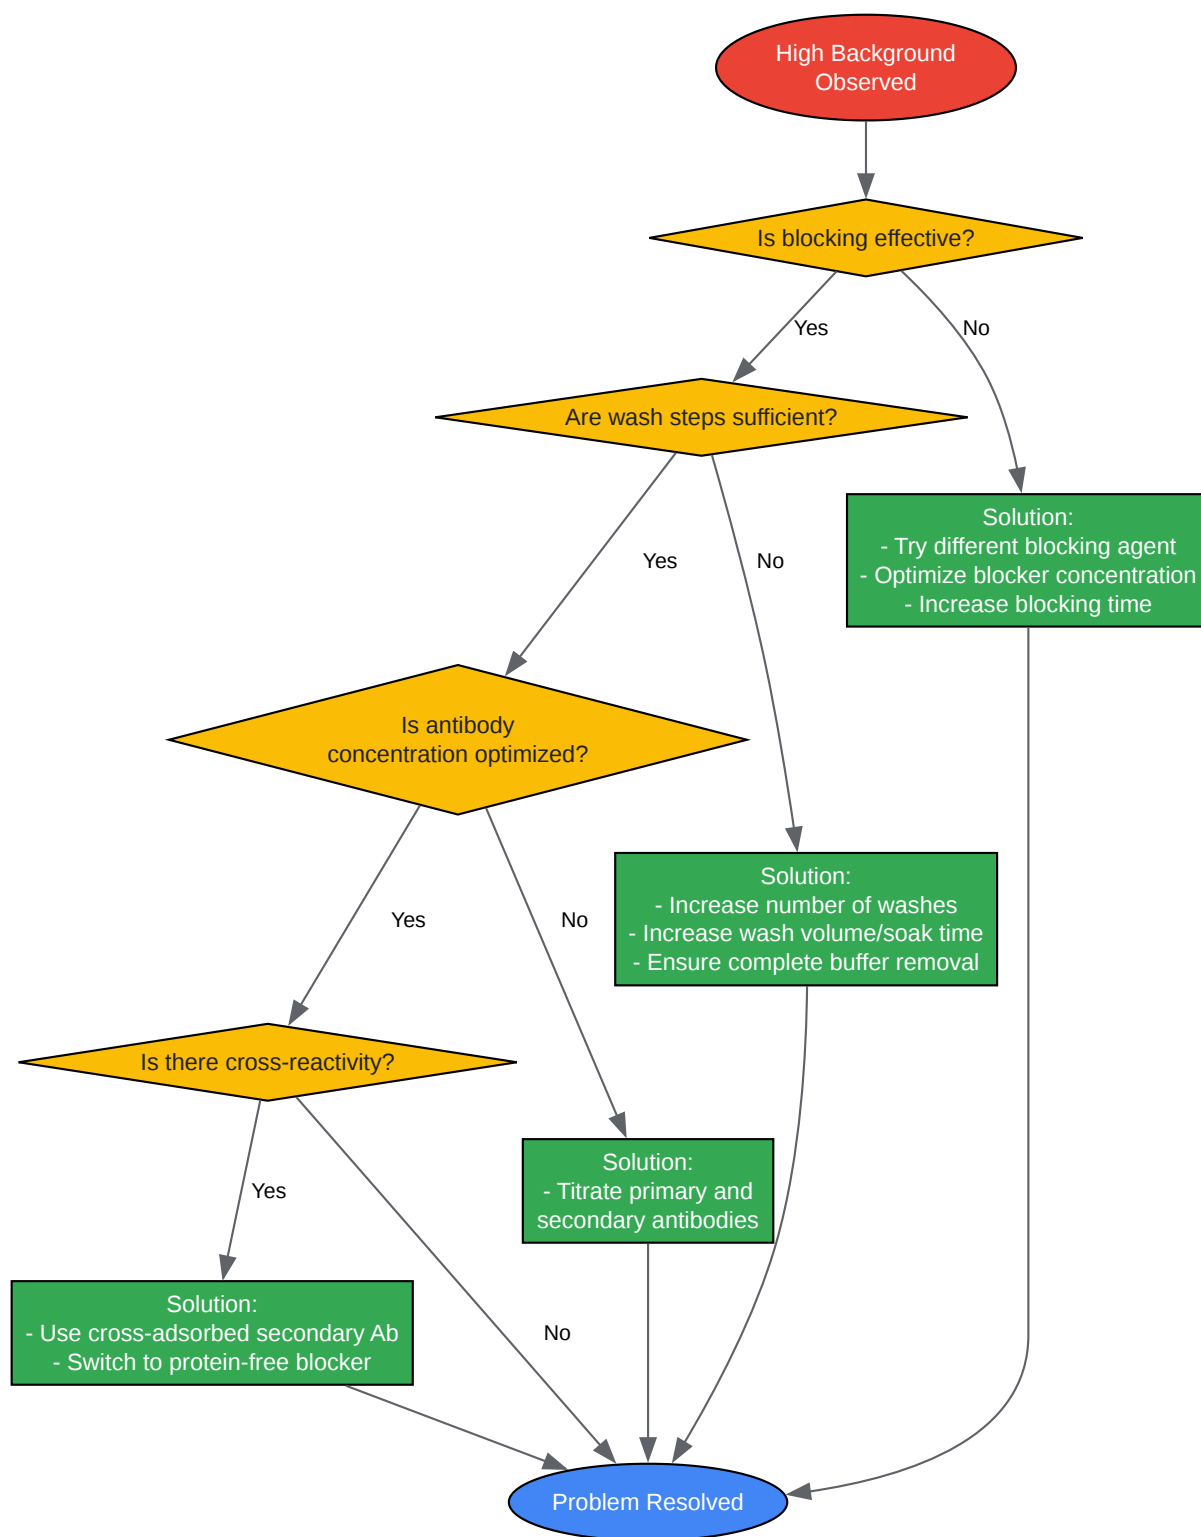 High Background
Observed
Is blocking effective?
Yes
No
Are wash steps sufficient?
Solution:
- Try different blocking agent
- Optimize blocker concentration
- Increase blocking time
Yes
No
Is antibody
concentration optimized?
Solution:
- Increase number of washes
- Increase wash volume/soak time
- Ensure complete buffer removal
Yes
No
Is there cross-reactivity?
Solution:
- Titrate primary and
secondary antibodies
Yes
No
Solution:
- Use cross-adsorbed secondary Ab
- Switch to protein-free blocker
Problem Resolved